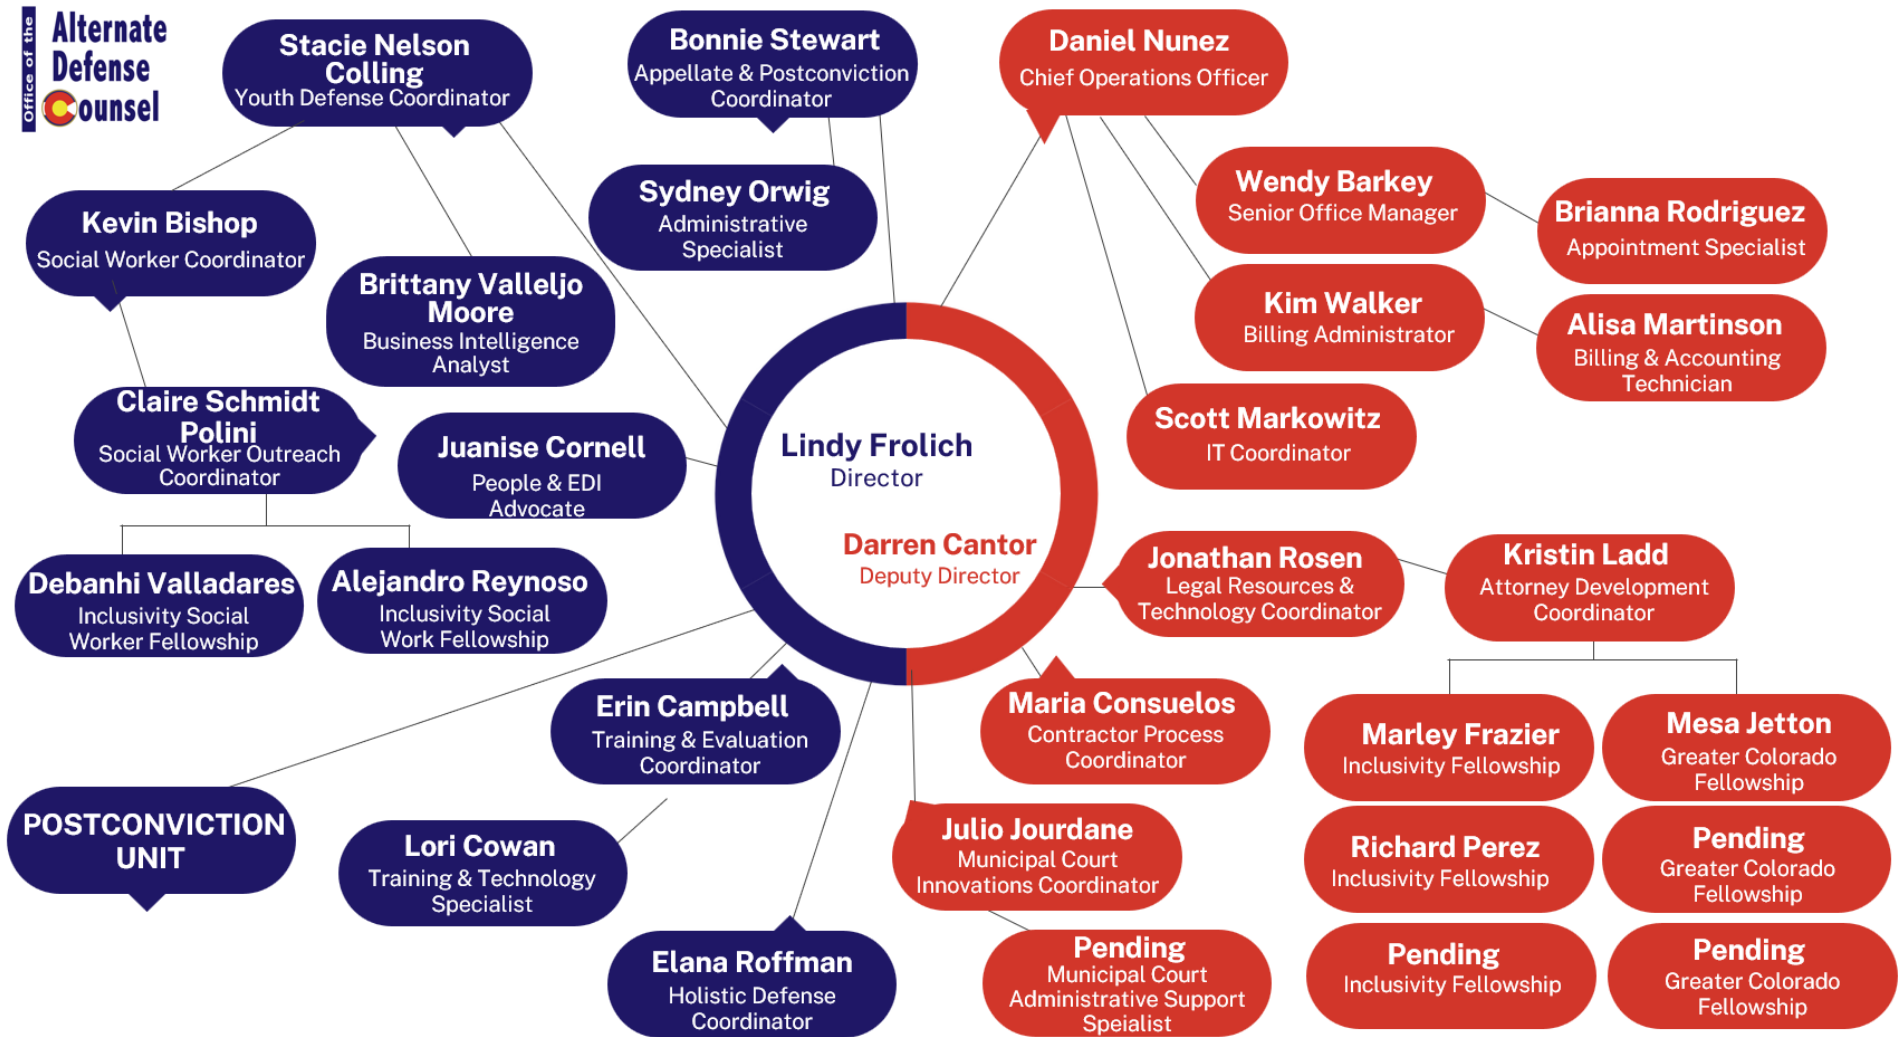 Office of the
Alternate
Defense
Counsel
Stacie Nelson
Colling
Youth Defense Coordinator
Bonnie Stewart
Appellate & Postconviction
Coordinator
Daniel Nunez
Chief Operations Officer
Kevin Bishop
Social Worker Coordinator
Sydney Orwig
Administrative
Specialist
Wendy Barkey
Senior Office Manager
Brianna Rodriguez
Appointment Specialist
Brittany Valleljo
Moore
Business Intelligence
Analyst
Kim Walker
Billing Administrator
Alisa Martinson
Billing & Accounting
Technician
Claire Schmidt
Polini
Social Worker Outreach
Coordinator
Juanise Cornell
People & EDI
Advocate
Lindy Frolich
Director
Scott Markowitz
IT Coordinator
Darren Cantor
Deputy Director
Jonathan Rosen
Legal Resources &
Technology Coordinator
Kristin Ladd
Attorney Development
Coordinator
Debanhi Valladares
Inclusivity Social
Worker Fellowship
Alejandro Reynoso
Inclusivity Social
Work Fellowship
Erin Campbell
Training & Evaluation
Coordinator
Maria Consuelos
Contractor Process
Coordinator
Marley Frazier
Inclusivity Fellowship
Mesa Jetton
Greater Colorado
Fellowship
POSTCONVICTION
UNIT
Lori Cowan
Training & Technology
Specialist
Julio Jourdane
Municipal Court
Innovations Coordinator
Richard Perez
Inclusivity Fellowship
Pending
Greater Colorado
Fellowship
Elana Roffman
Holistic Defense
Coordinator
Pending
Municipal Court
Administrative Support
Speialist
Pending
Inclusivity Fellowship
Pending
Greater Colorado
Fellowship